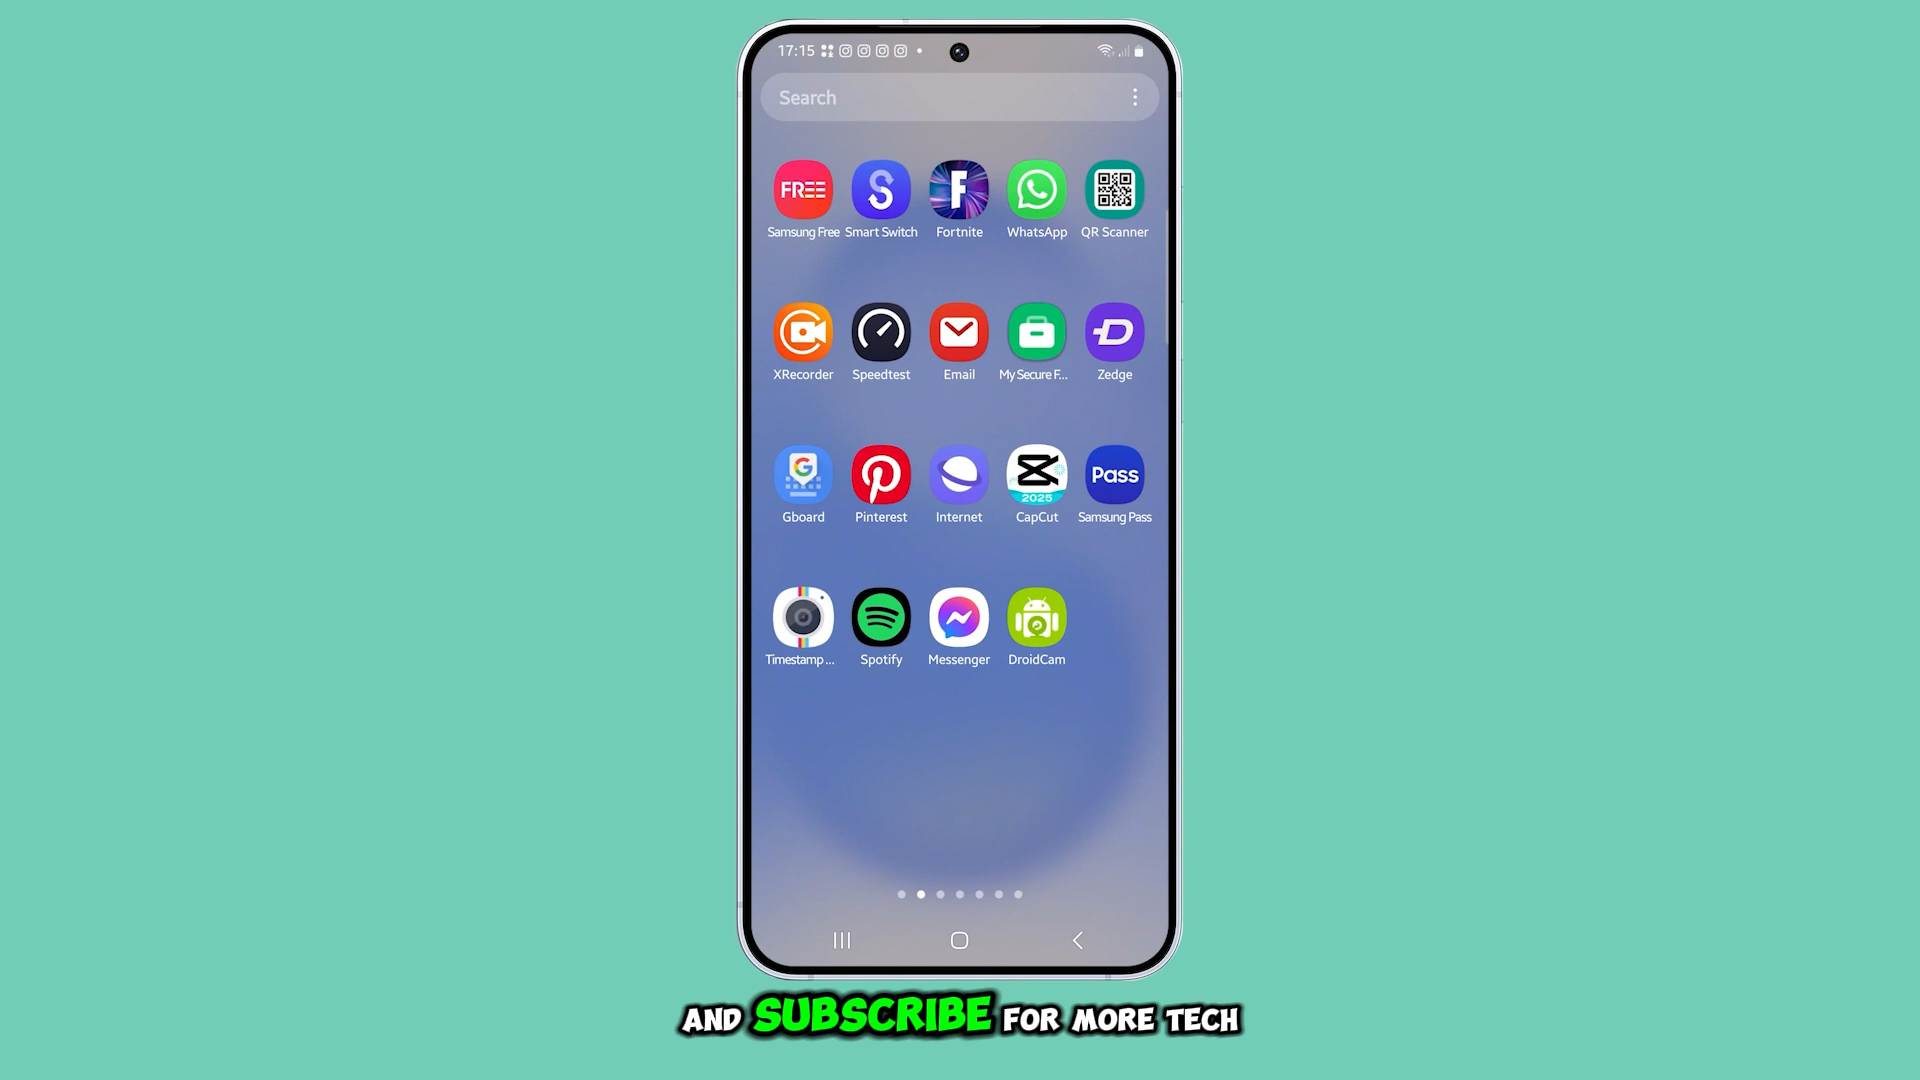 17:15
Search
FREE
Samsung Free Smart Switch Fortnite WhatsApp QR Scanner
XRecorder Speedtest Email My Secure F... Zedge
2025
Pass
Gboard Pinterest Internet CapCut Samsung Pass
Timestamp ... Spotify Messenger DroidCam
AND SUBSCRIBE FOR MORE TECH